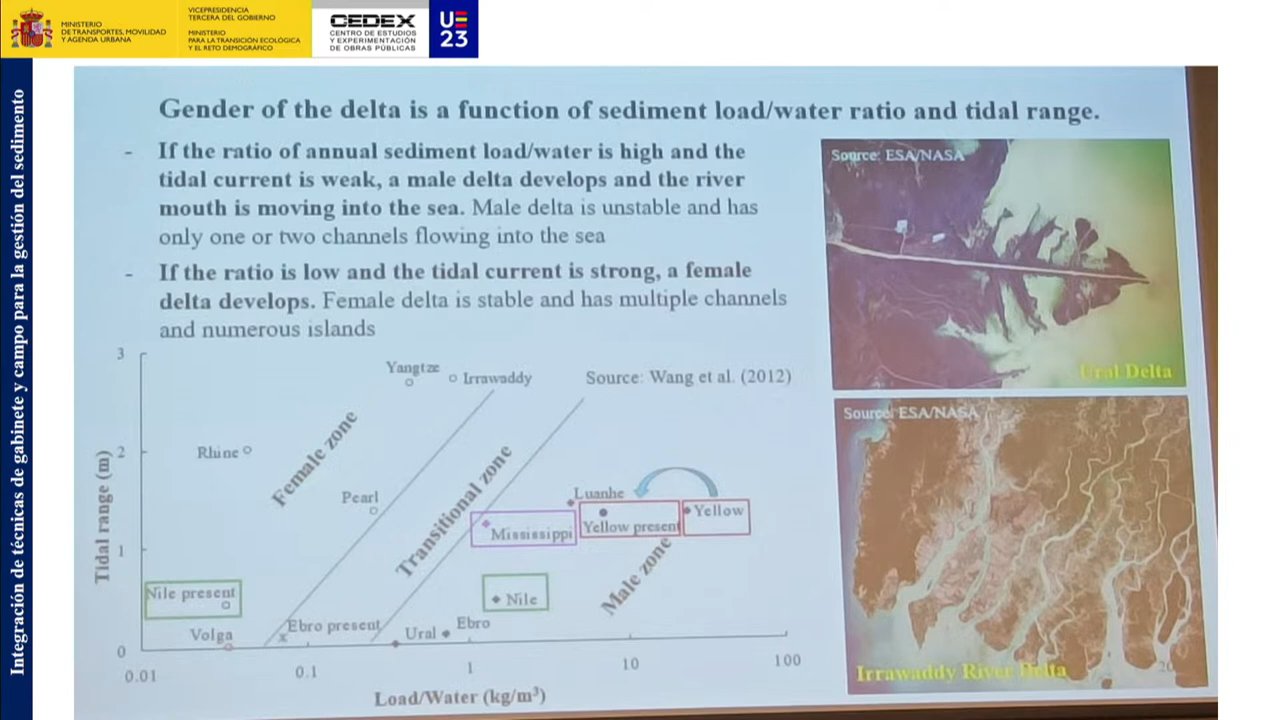 MINISTERIO
DE TRANSPORTES, MOVILIDAD
Y AGENDA URBANA
VICEPRESIDENCIA
TERCERA DEL GOBIERNO
MINISTERIO
PARA LA TRANSICIÓN ECOLÓGICA
Y EL RETO DEMOGRÁFICO
CEDEX
CENTRO DE ESTUDIOS
Y EXPERIMENTACIÓN
DE OBRAS PÚBLICAS
UE
23
Integración de técnicas de gabinete y campo para la gestión del sedimento
Gender of the delta is a function of sediment load/water ratio and tidal range.
- If the ratio of annual sediment load/water is high and the
tidal current is weak, a male delta develops and the river
mouth is moving into the sea. Male delta is unstable and has
only one or two channels flowing into the sea
- If the ratio is low and the tidal current is strong, a female
delta develops. Female delta is stable and has multiple channels
and numerous islands
Source: ESA/NASA
Ural Delta
Source: ESA/NASA
Irrawaddy River Delta
20
3
2
1
0
Tidal range (m)
Yangtze
Irrawaddy
Source: Wang et al. (2012)
Rhine
Female zone
Pearl
Transitional zone
Luanhe
Mississippi
Yellow present
Yellow
Male zone
Nile present
Nile
Volga
Ebro present
Ural
Ebro
0.01
0.1
1
10
100
Load/Water (kg/m³)